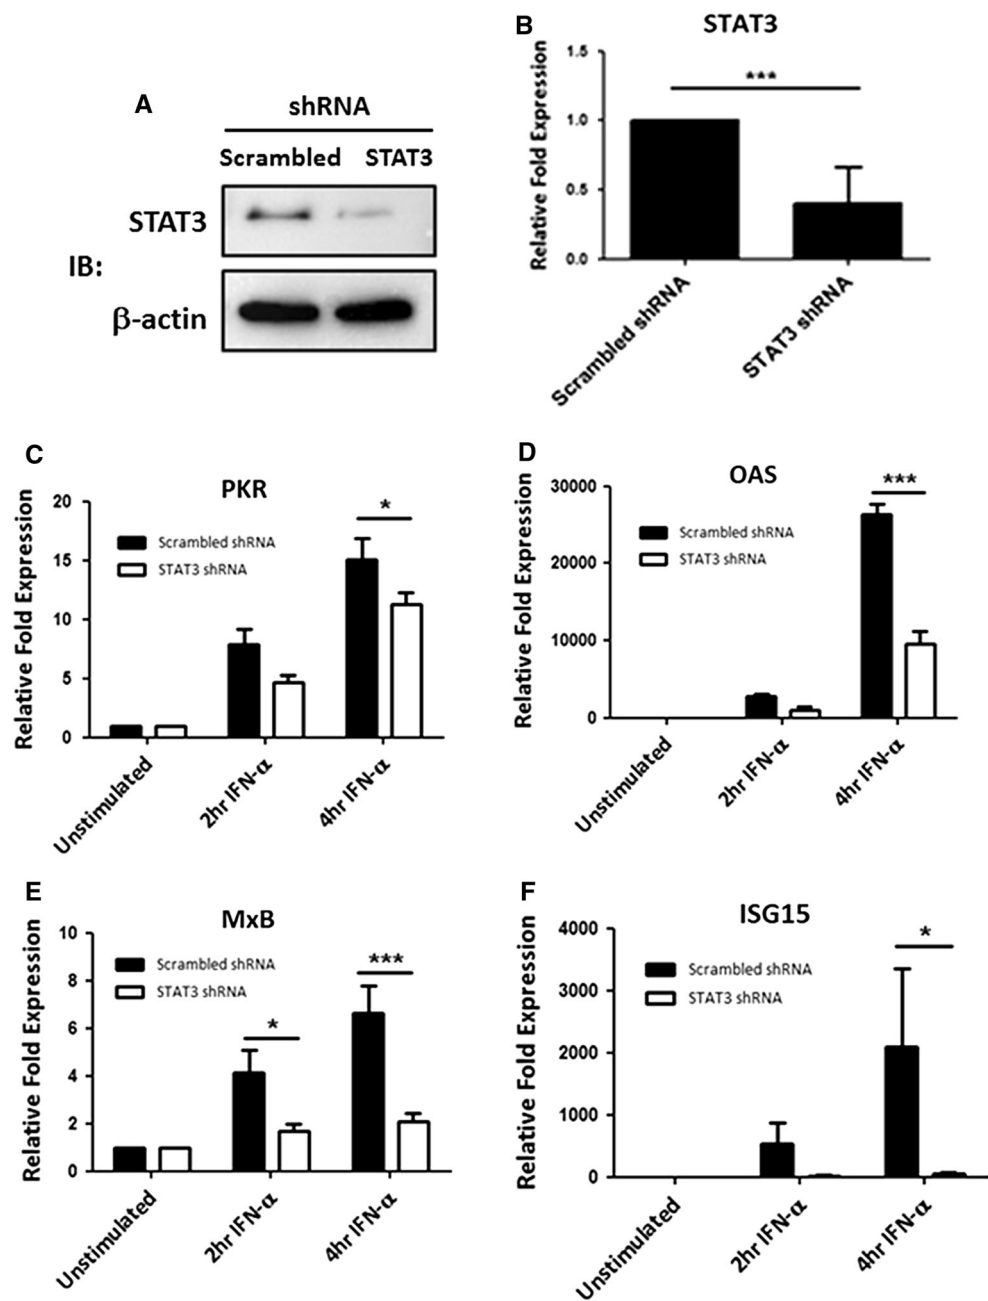 A
shRNA
Scrambled STAT3
STAT3
IB:
β-actin
B
STAT3
Relative Fold Expression
1.5
1.0
0.5
0.0
***
Scrambled shRNA
STAT3 shRNA
C
PKR
Relative Fold Expression
20
15
10
5
0
Scrambled shRNA
STAT3 shRNA
*
Unstimulated
2hr IFN-α
4hr IFN-α
D
OAS
Relative Fold Expression
30000
20000
10000
0
Scrambled shRNA
STAT3 shRNA
***
Unstimulated
2hr IFN-α
4hr IFN-α
E
MxB
Relative Fold Expression
10
8
6
4
2
0
Scrambled shRNA
STAT3 shRNA
*
***
Unstimulated
2hr IFN-α
4hr IFN-α
F
ISG15
Relative Fold Expression
4000
3000
2000
1000
0
Scrambled shRNA
STAT3 shRNA
*
Unstimulated
2hr IFN-α
4hr IFN-α